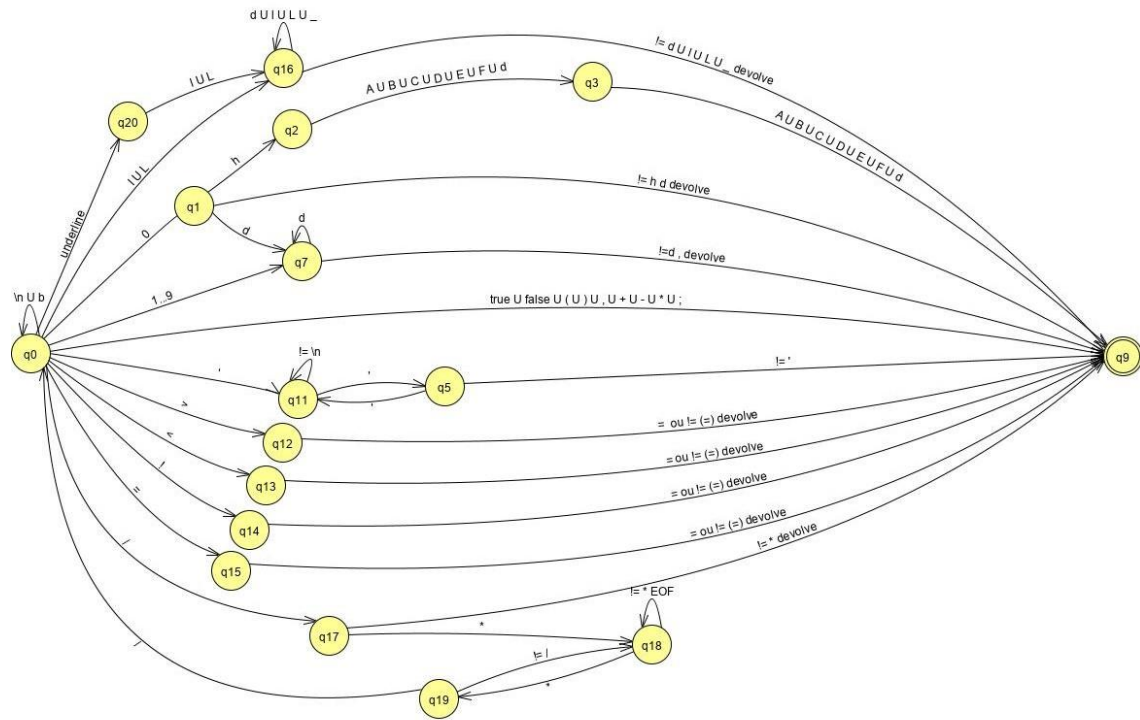 d U l U L U _
q16
!= d U l U L U _ devolve
l U L
q20
A U B U C U D U E U F U d
q3
q2
A U B U C U D U E U F U d
underline
l U L
h
q1
!= h d devolve
0
d
d
q7
!=d , devolve
1..9
\n U b
true U false U ( U ) U , U + U - U * U ;
q0
q9
!= \n
'
q11
'
'
q5
!= '
<
q12
= ou != (=) devolve
>
q13
= ou != (=) devolve
!
q14
= ou != (=) devolve
=
q15
= ou != (=) devolve
/
q17
!= * devolve
*
!= * EOF
q18
!= /
*
q19
/